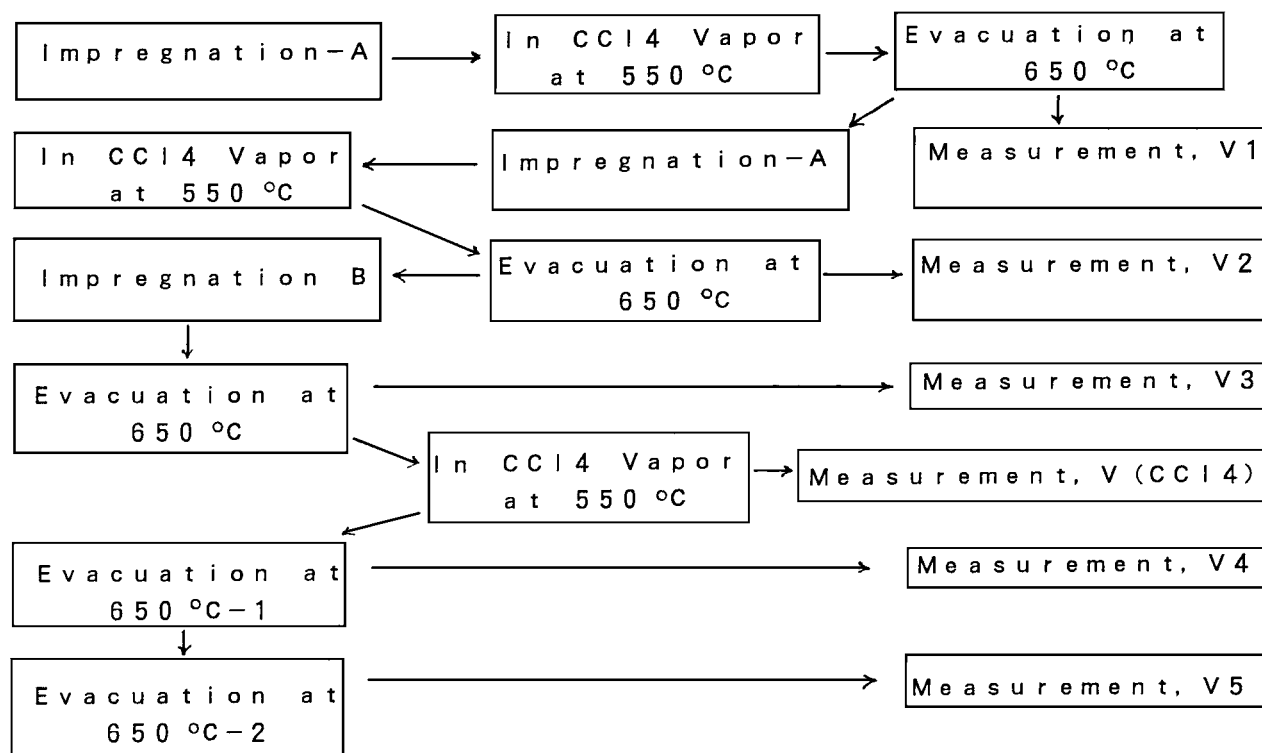 Impregnation-A
In CCl4 Vapor
at 550 °C
Evacuation at
650 °C
In CCl4 Vapor
at 550 °C
Impregnation-A
Measurement, V1
Impregnation B
Evacuation at
650 °C
Measurement, V2
Evacuation at
650 °C
Measurement, V3
In CCl4 Vapor
at 550 °C
Measurement, V (CCl4)
Evacuation at
650 °C-1
Measurement, V4
Evacuation at
650 °C-2
Measurement, V5